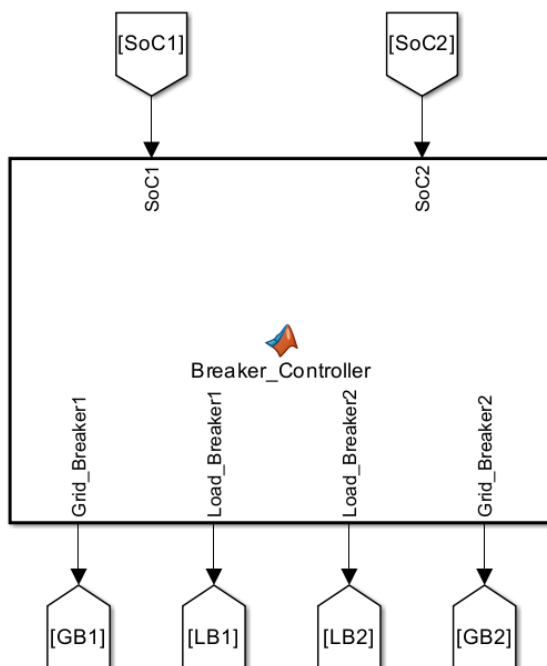 [SoC1]
[SoC2]
SoC1
SoC2
Breaker_Controller
Grid_Breaker1
Load_Breaker1
Load_Breaker2
Grid_Breaker2
[GB1]
[LB1]
[LB2]
[GB2]